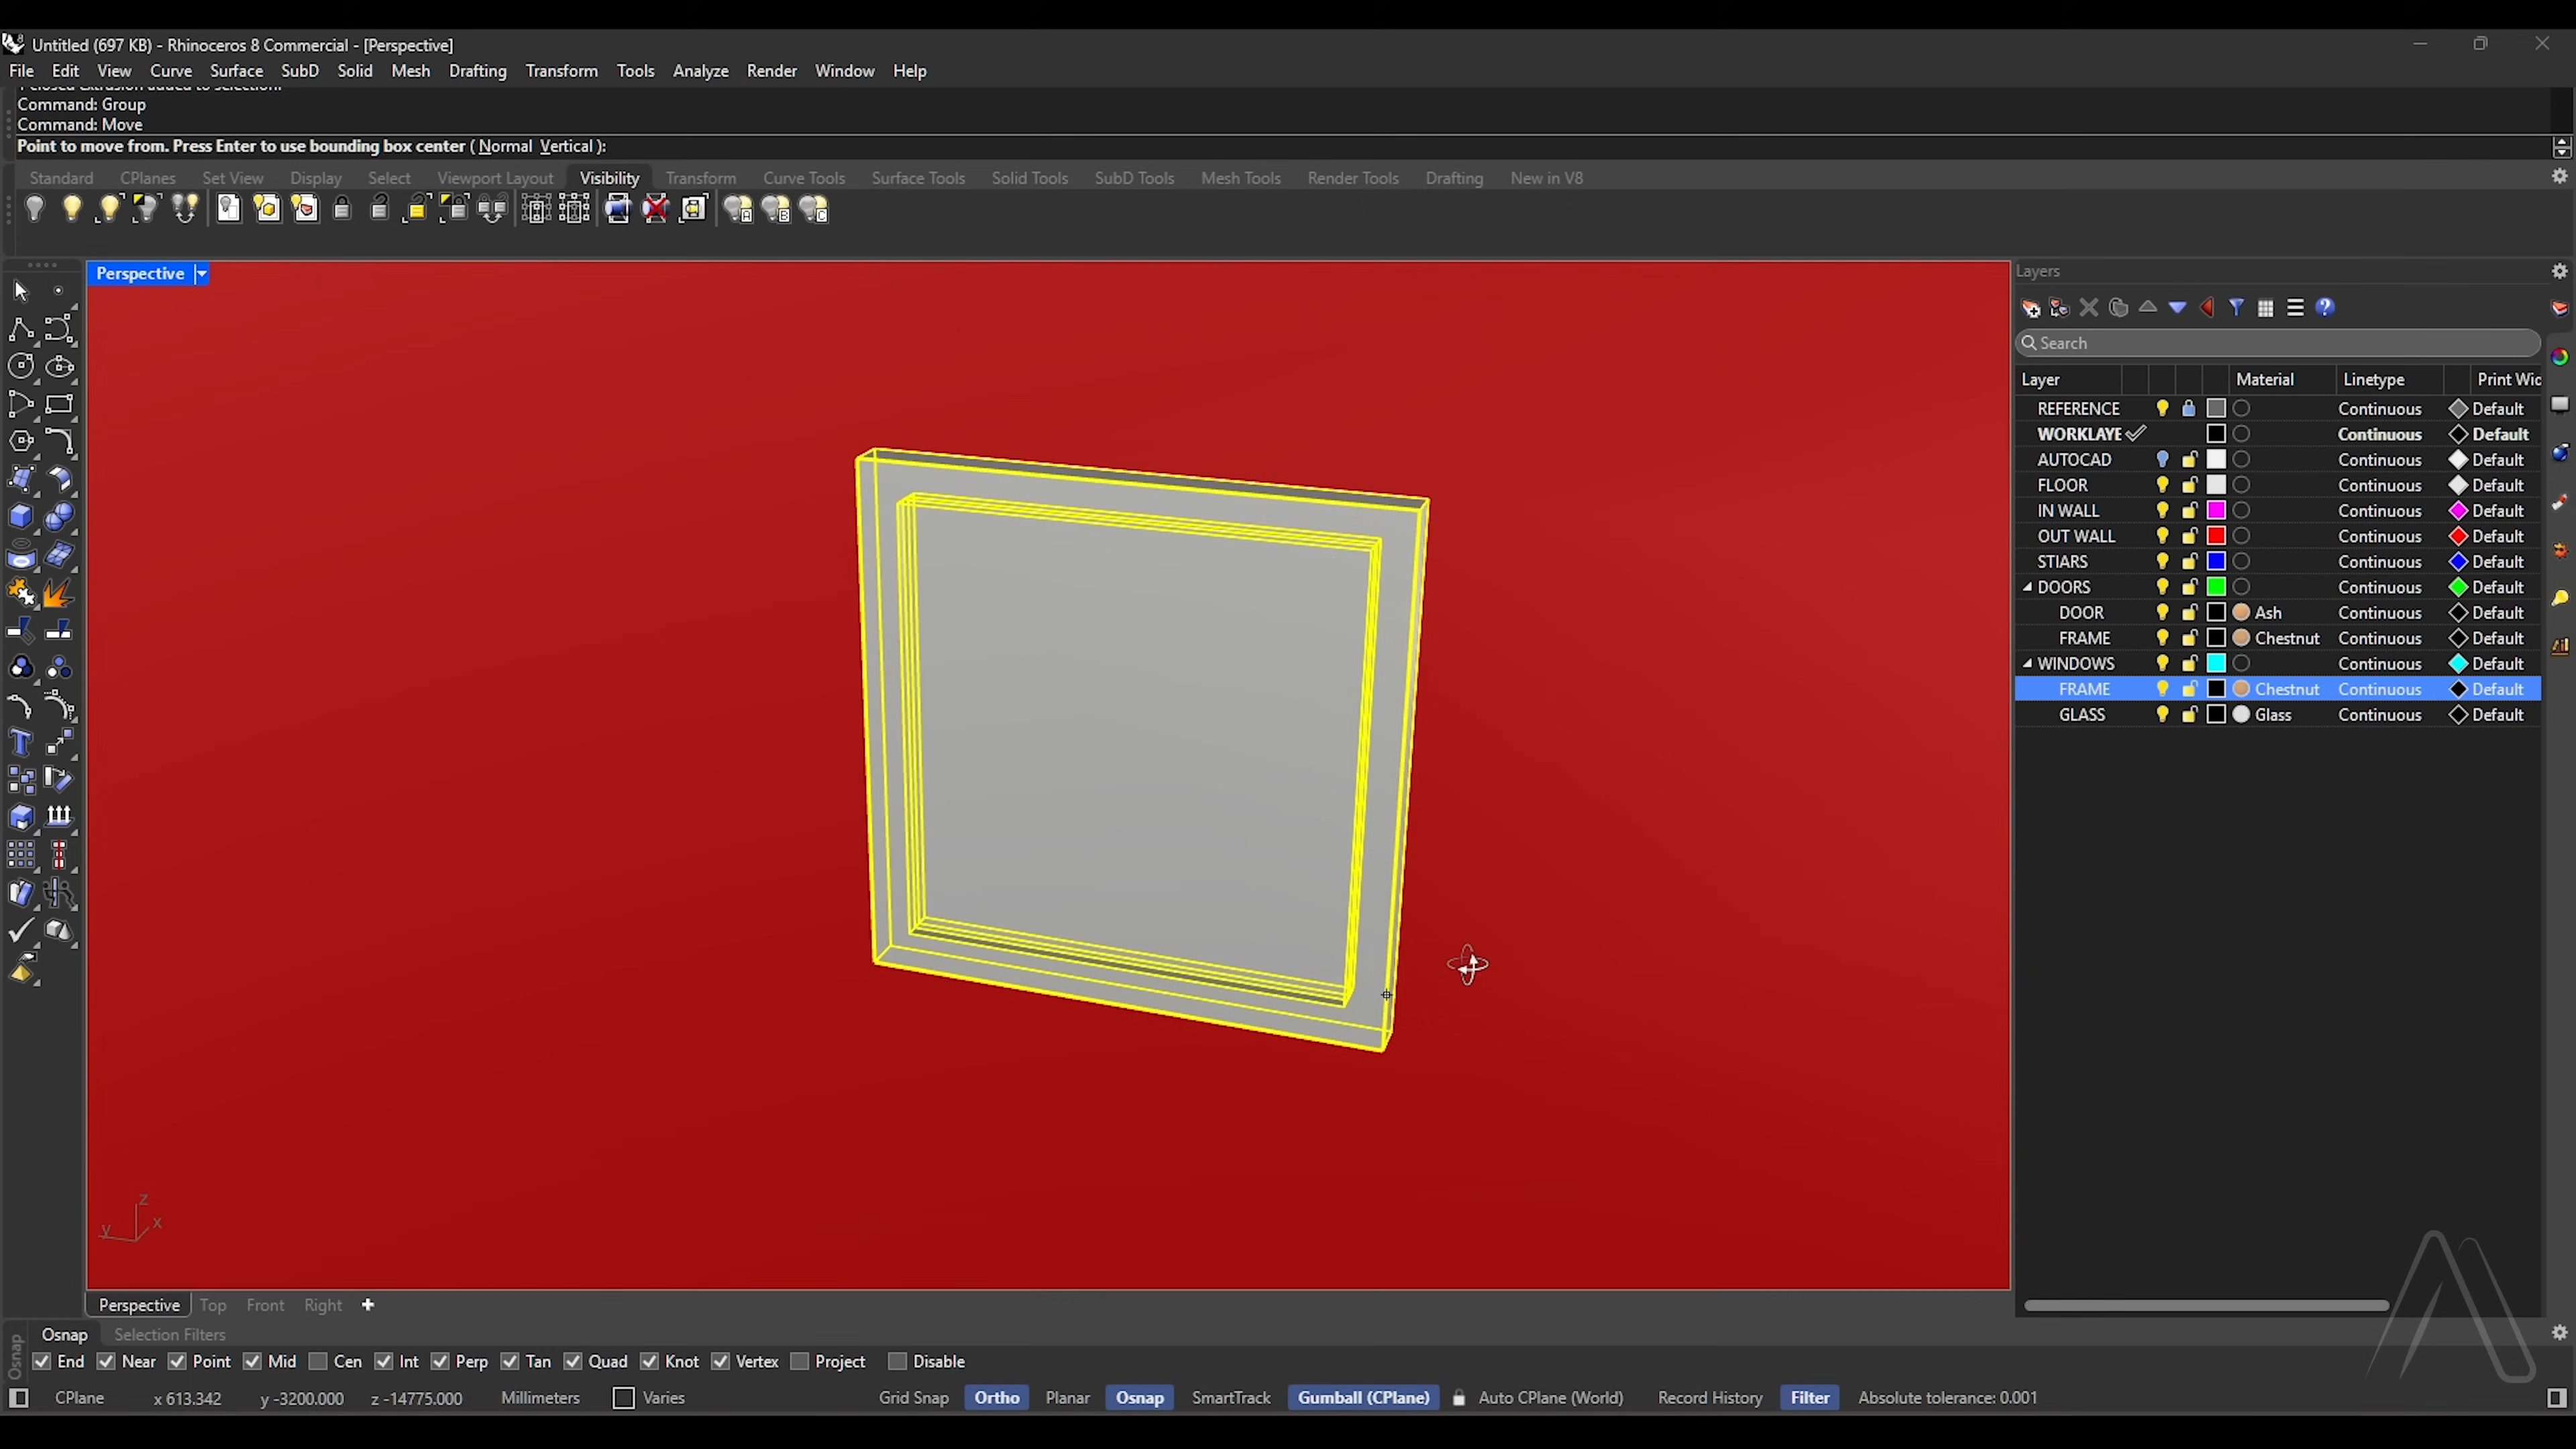 Untitled (697 KB) - Rhinoceros 8 Commercial - [Perspective]
File Edit View Curve Surface SubD Solid Mesh Drafting Transform Tools Analyze Render Window Help
1 closed extrusion added to selection.
Command: Group
Command: Move
Point to move from. Press Enter to use bounding box center ( Normal Vertical ):
Standard CPlanes Set View Display Select Viewport Layout Visibility Transform Curve Tools Surface Tools Solid Tools SubD Tools Mesh Tools Render Tools Drafting New in V8
Perspective
Layers
Search
Layer Material Linetype Print Wid
REFERENCE Continuous Default
WORKLAYE Continuous Default
AUTOCAD Continuous Default
FLOOR Continuous Default
IN WALL Continuous Default
OUT WALL Continuous Default
STIARS Continuous Default
DOORS Continuous Default
DOOR Ash Continuous Default
FRAME Chestnut Continuous Default
WINDOWS Continuous Default
FRAME Chestnut Continuous Default
GLASS Glass Continuous Default
z
y x
Perspective Top Front Right
Osnap Selection Filters
Osnap
End Near Point Mid Cen Int Perp Tan Quad Knot Vertex Project Disable
CPlane x 613.342 y -3200.000 z -14775.000 Millimeters Varies Grid Snap Ortho Planar Osnap SmartTrack Gumball (CPlane) Auto CPlane (World) Record History Filter Absolute tolerance: 0.001